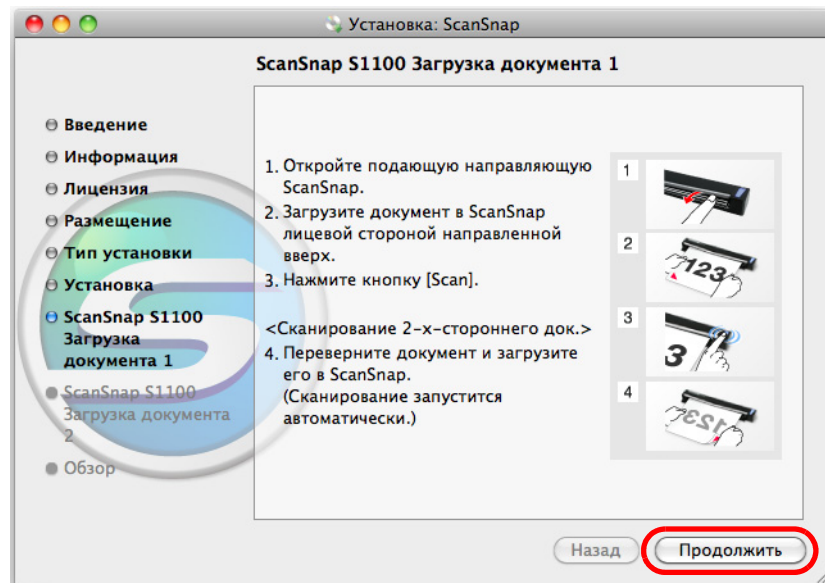 Установка: ScanSnap
ScanSnap S1100 Загрузка документа 1
Введение
Информация
Лицензия
Размещение
Тип установки
Установка
ScanSnap S1100
Загрузка
документа 1
ScanSnap S1100
Загрузка документа
2
Обзор
1. Откройте подающую направляющую
ScanSnap.
2. Загрузите документ в ScanSnap
лицевой стороной направленной
вверх.
3. Нажмите кнопку [Scan].
<Сканирование 2-х-стороннего док.>
4. Переверните документ и загрузите
его в ScanSnap.
(Сканирование запустится
автоматически.)
1
2
123
3
3
4
123
Назад
Продолжить